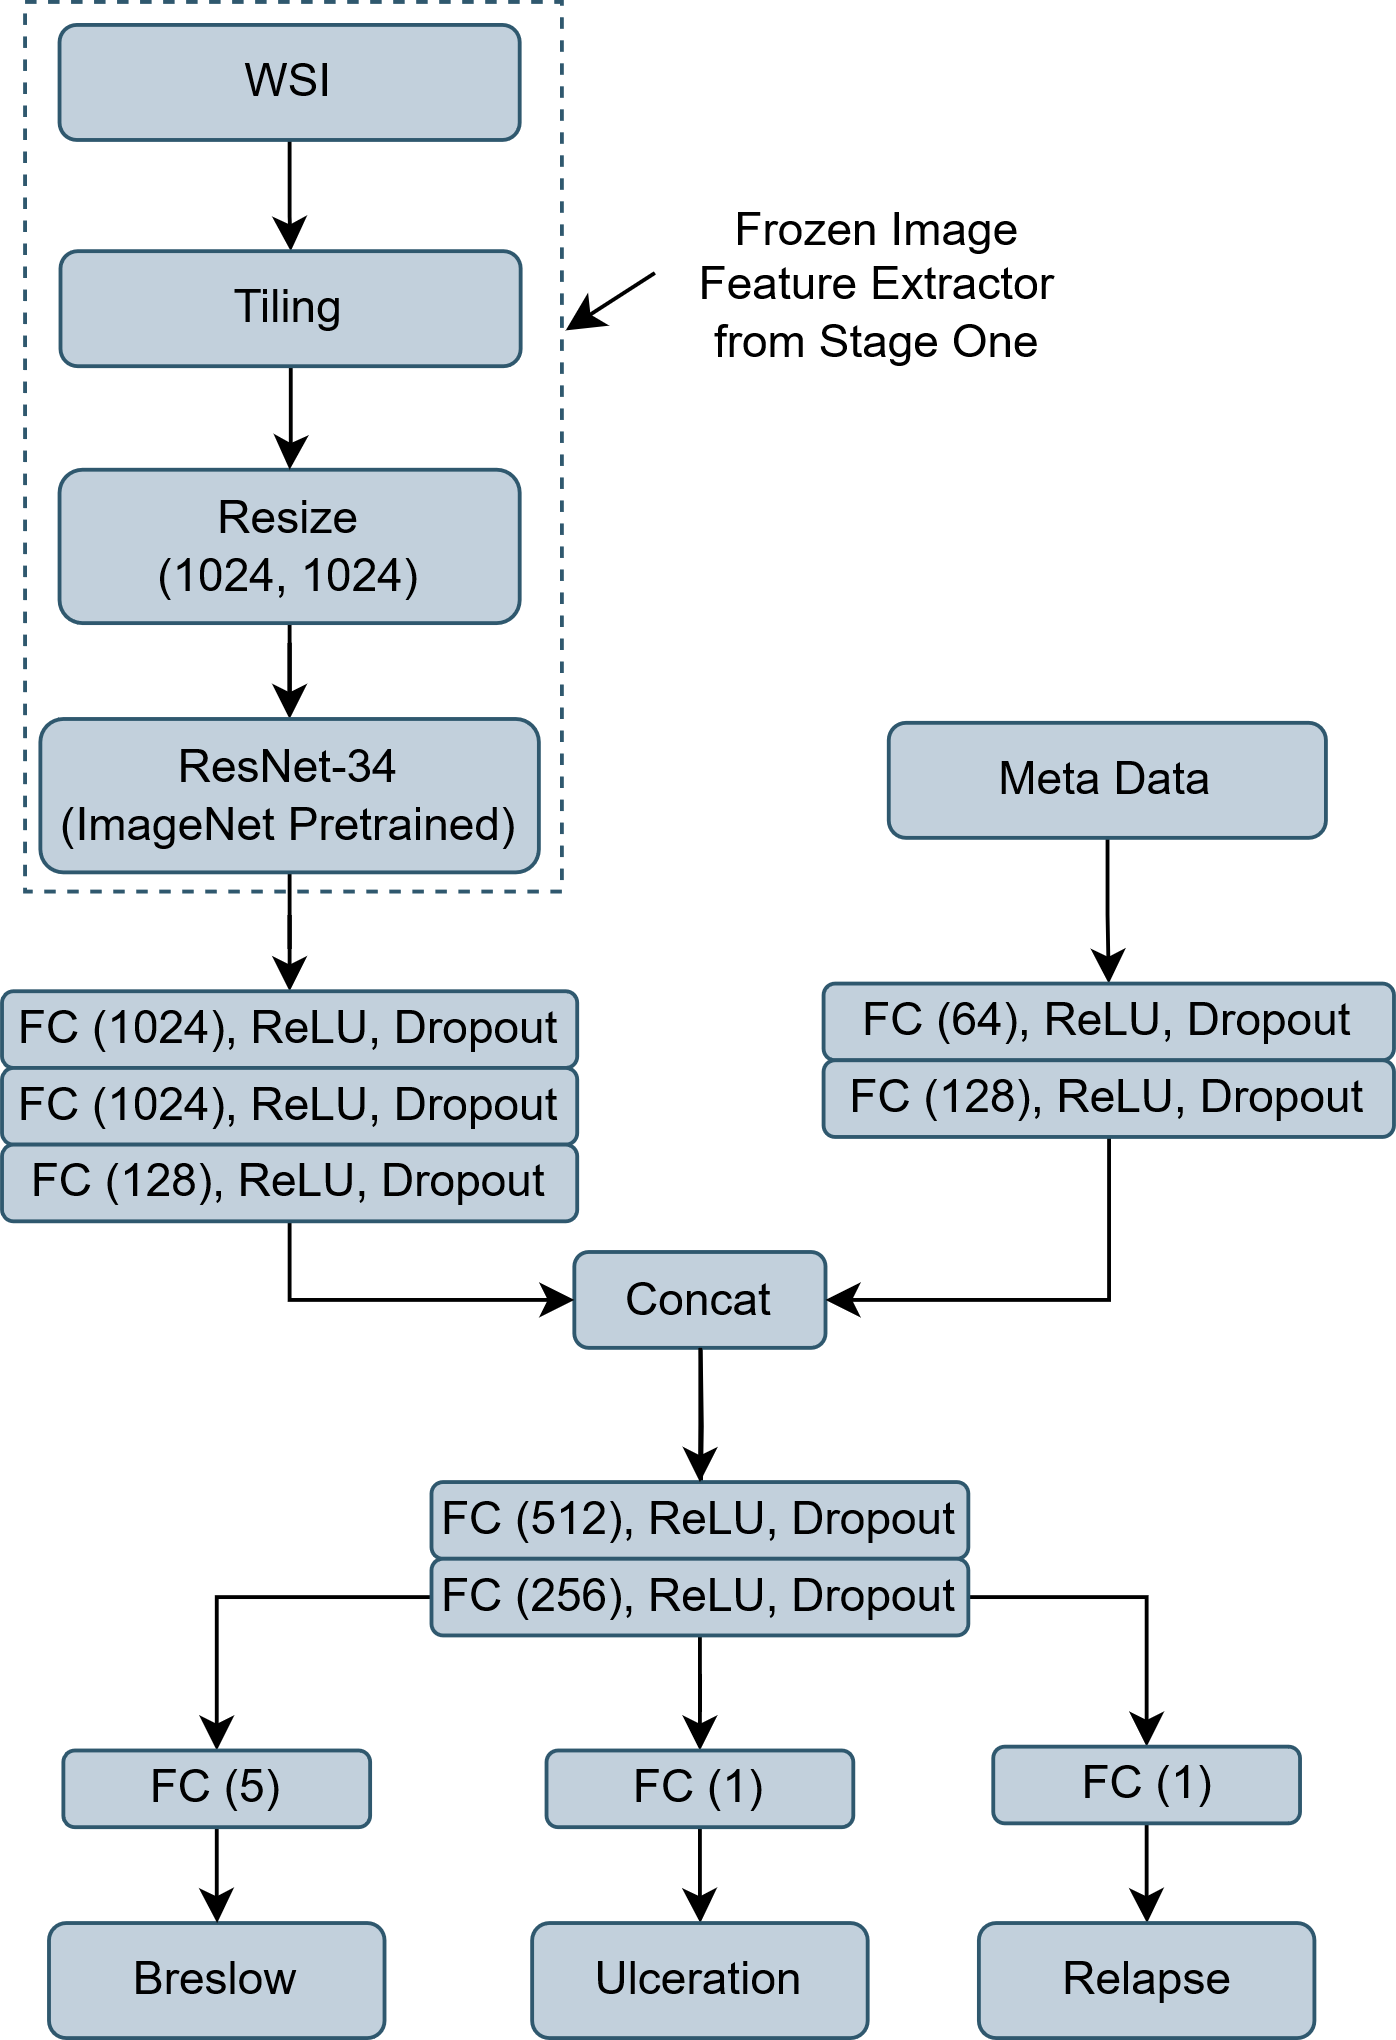 WSI
Tiling
Frozen Image
Feature Extractor
from Stage One
Resize
(1024, 1024)
ResNet-34
(ImageNet Pretrained)
Meta Data
FC (1024), ReLU, Dropout
FC (1024), ReLU, Dropout
FC (128), ReLU, Dropout
FC (64), ReLU, Dropout
FC (128), ReLU, Dropout
Concat
FC (512), ReLU, Dropout
FC (256), ReLU, Dropout
FC (5)
FC (1)
FC (1)
Breslow
Ulceration
Relapse